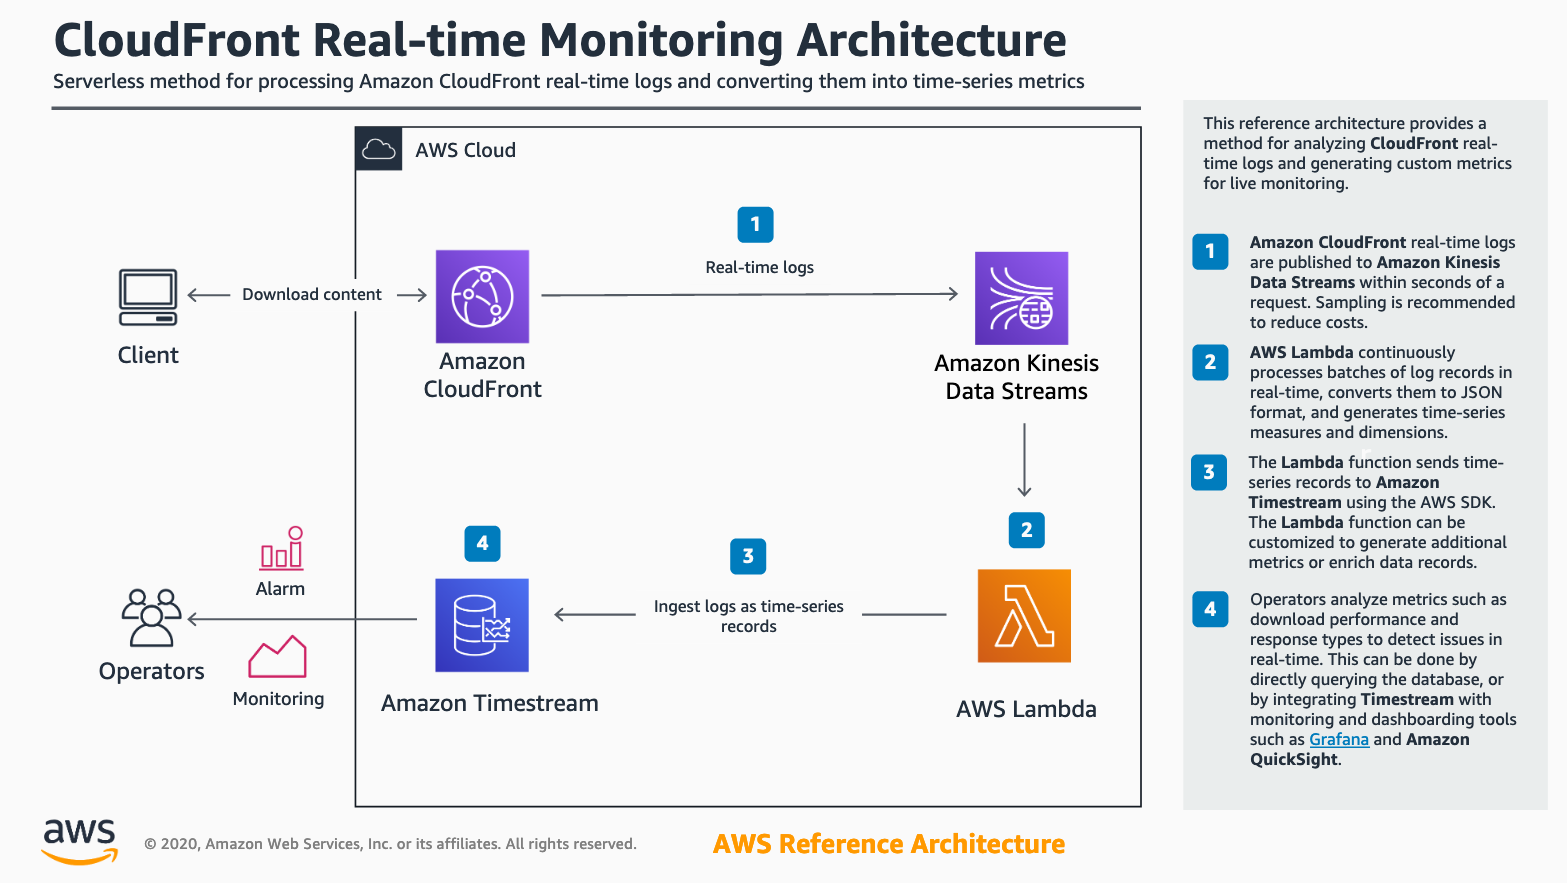 CloudFront Real-time Monitoring Architecture
Serverless method for processing Amazon CloudFront real-time logs and converting them into time-series metrics
AWS Cloud
1
Real-time logs
Download content
Client
Amazon
CloudFront
Amazon Kinesis
Data Streams
2
AWS Lambda
3
Ingest logs as time-series
records
4
Amazon Timestream
Alarm
Operators
Monitoring
This reference architecture provides a
method for analyzing CloudFront real-
time logs and generating custom metrics
for live monitoring.
1
Amazon CloudFront real-time logs
are published to Amazon Kinesis
Data Streams within seconds of a
request. Sampling is recommended
to reduce costs.
2
AWS Lambda continuously
processes batches of log records in
real-time, converts them to JSON
format, and generates time-series
measures and dimensions.
3
The Lambda function sends time-
series records to Amazon
Timestream using the AWS SDK.
The Lambda function can be
customized to generate additional
metrics or enrich data records.
4
Operators analyze metrics such as
download performance and
response types to detect issues in
real-time. This can be done by
directly querying the database, or
by integrating Timestream with
monitoring and dashboarding tools
such as Grafana and Amazon
QuickSight.
aws
© 2020, Amazon Web Services, Inc. or its affiliates. All rights reserved.
AWS Reference Architecture